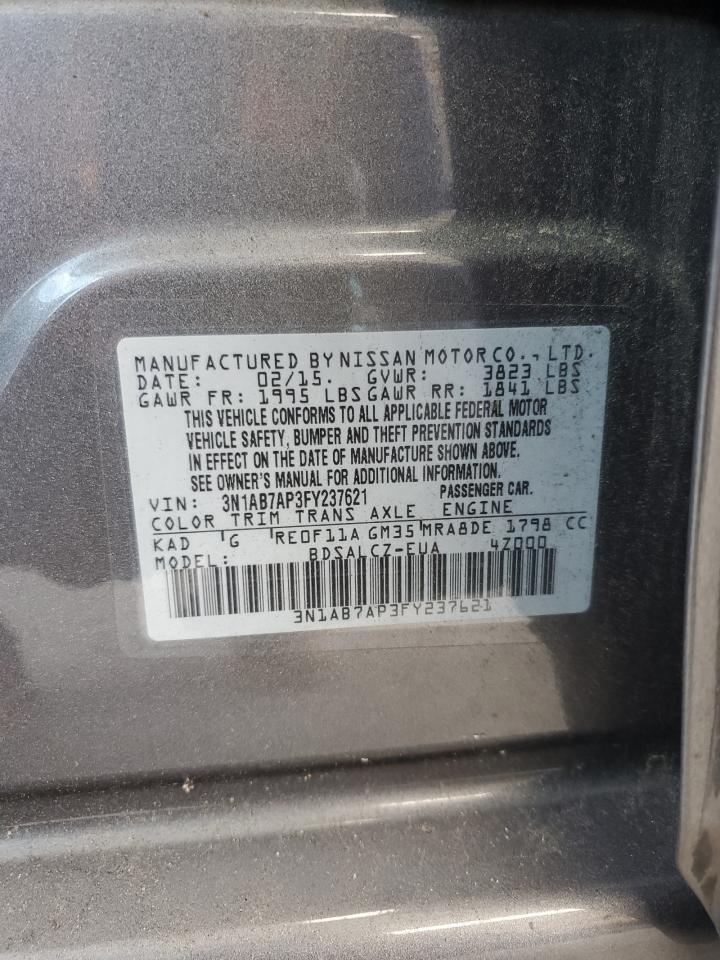 MANUFACTURED BY NISSAN MOTOR CO., LTD.
DATE: 02/15. GVWR: 3823 LBS
GAWR FR: 1995 LBS GAWR RR: 1841 LBS
THIS VEHICLE CONFORMS TO ALL APPLICABLE FEDERAL MOTOR
VEHICLE SAFETY, BUMPER AND THEFT PREVENTION STANDARDS
IN EFFECT ON THE DATE OF MANUFACTURE SHOWN ABOVE.
SEE OWNER'S MANUAL FOR ADDITIONAL INFORMATION.
VIN: 3N1AB7AP3FY237621 PASSENGER CAR.
COLOR TRIM TRANS AXLE ENGINE
KAD G RE0F11A GM35 MRA8DE 1798 CC
MODEL: BDSALCZ-EUA 4Z000
3N1AB7AP3FY237621